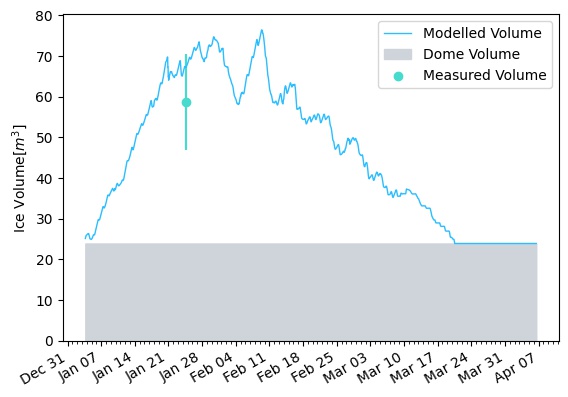 80
70
60
50
40
30
20
10
0
Ice Volume[m³]
Modelled Volume
Dome Volume
Measured Volume
Dec 31
Jan 07
Jan 14
Jan 21
Jan 28
Feb 04
Feb 11
Feb 18
Feb 25
Mar 03
Mar 10
Mar 17
Mar 24
Mar 31
Apr 07